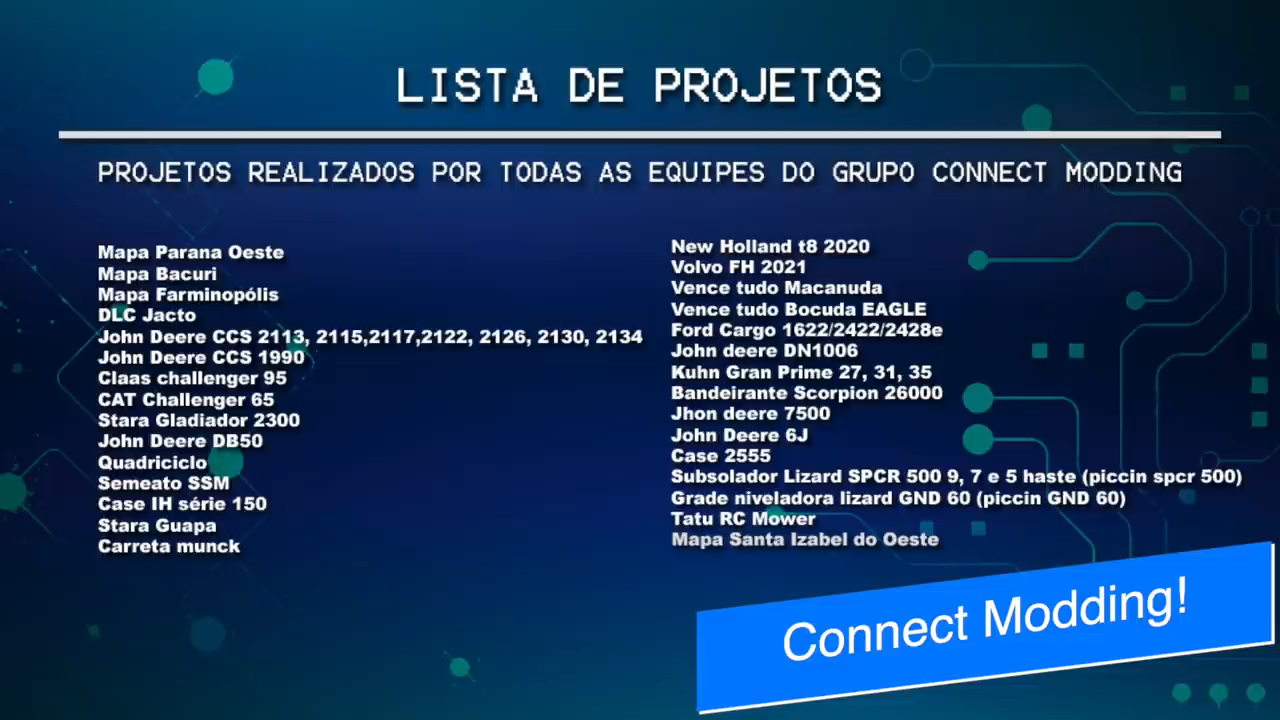 LISTA DE PROJETOS
PROJETOS REALIZADOS POR TODAS AS EQUIPES DO GRUPO CONNECT MODDING
Mapa Parana Oeste
Mapa Bacuri
Mapa Farminopólis
DLC Jacto
John Deere CCS 2113, 2115,2117,2122, 2126, 2130, 2134
John Deere CCS 1990
Claas challenger 95
CAT Challenger 65
Stara Gladiador 2300
John Deere DB50
Quadriciclo
Semeato SSM
Case IH série 150
Stara Guapa
Carreta munck
New Holland t8 2020
Volvo FH 2021
Vence tudo Macanuda
Vence tudo Bocuda EAGLE
Ford Cargo 1622/2422/2428e
John deere DN1006
Kuhn Gran Prime 27, 31, 35
Bandeirante Scorpion 26000
Jhon deere 7500
John Deere 6J
Case 2555
Subsolador Lizard SPCR 500 9, 7 e 5 haste (piccin spcr 500)
Grade niveladora lizard GND 60 (piccin GND 60)
Tatu RC Mower
Mapa Santa Izabel do Oeste
Connect Modding!